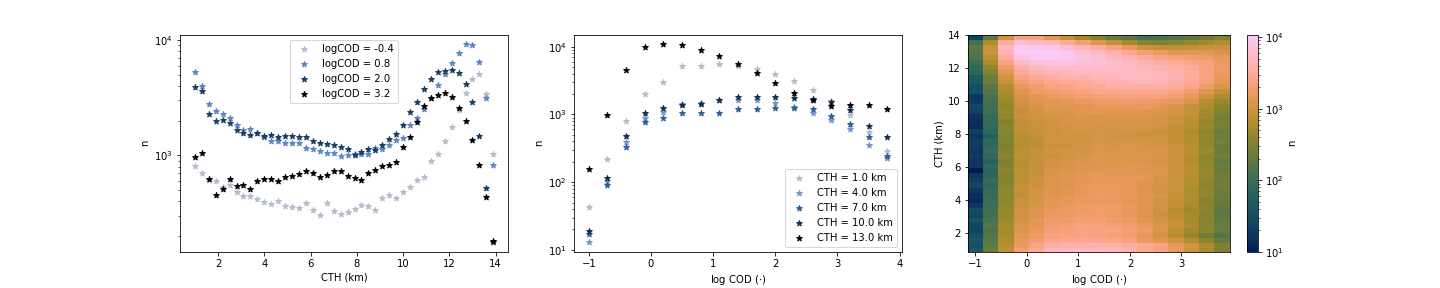 10⁴
10³
n
2
4
6
8
10
12
14
CTH (km)
logCOD = -0.4
logCOD = 0.8
logCOD = 2.0
logCOD = 3.2
10⁴
10³
10²
10¹
n
−1
0
1
2
3
4
log COD (·)
CTH = 1.0 km
CTH = 4.0 km
CTH = 7.0 km
CTH = 10.0 km
CTH = 13.0 km
14
12
10
8
6
4
2
CTH (km)
−1
0
1
2
3
log COD (·)
10⁴
10³
10²
10¹
n